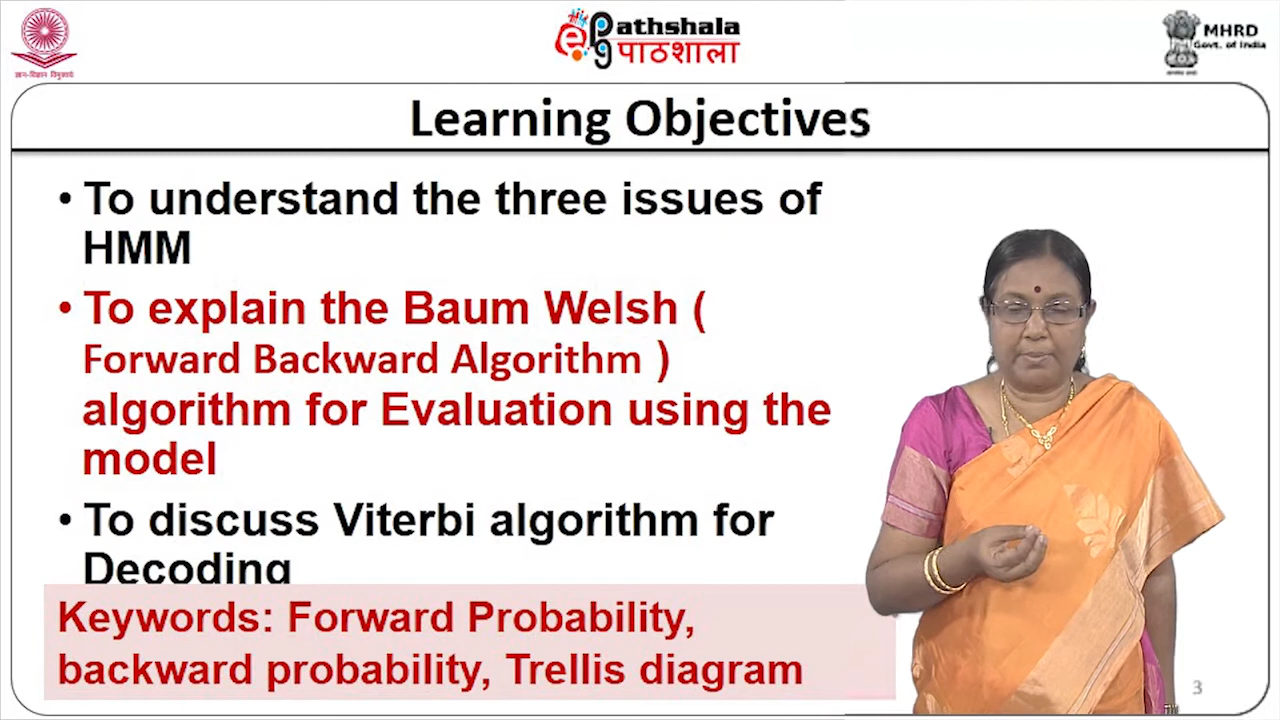 ePG Pathshala
पाठशाला
MHRD
Govt. of India
ज्ञान-विज्ञान विमुक्तये
Learning Objectives
• To understand the three issues of
HMM
• To explain the Baum Welsh (
Forward Backward Algorithm )
algorithm for Evaluation using the
model
• To discuss Viterbi algorithm for
Decoding
Keywords: Forward Probability,
backward probability, Trellis diagram
3